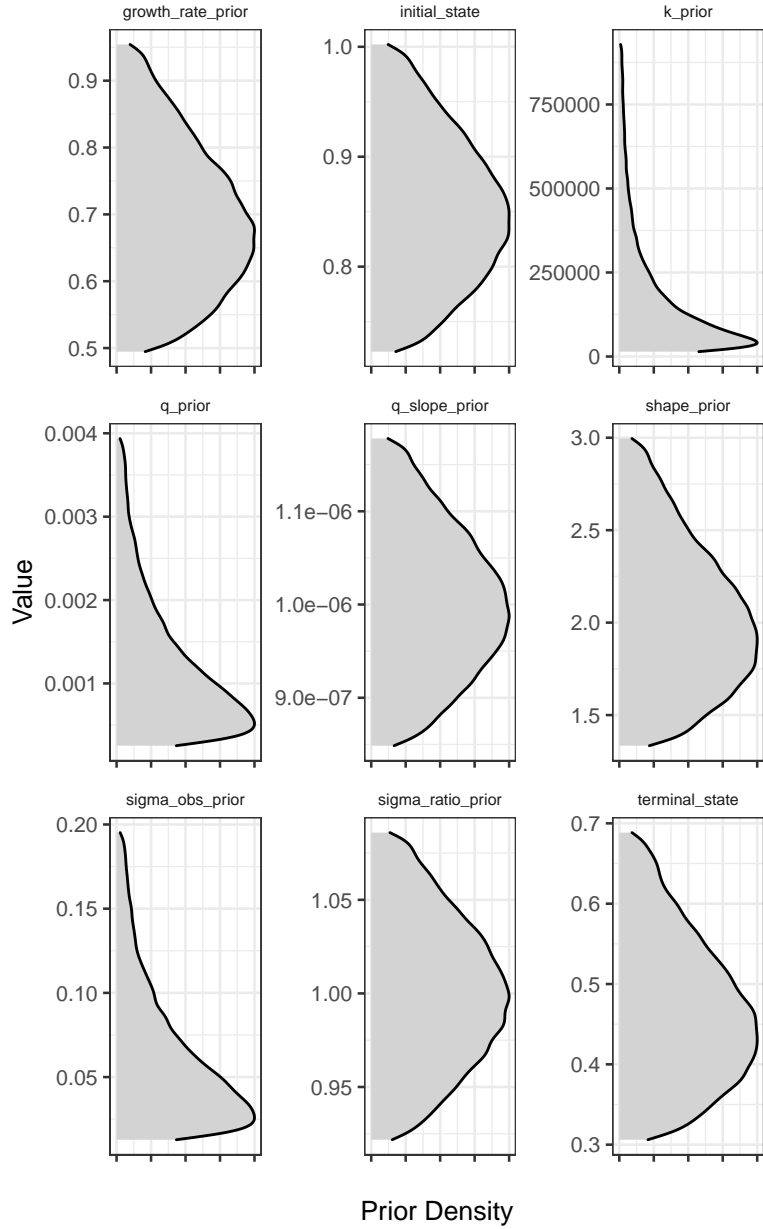 growth_rate_prior
initial_state
k_prior
0.9
0.8
0.7
0.6
0.5
1.0
0.9
0.8
750000
500000
250000
0
q_prior
q_slope_prior
shape_prior
0.004
0.003
0.002
0.001
1.1e−06
1.0e−06
9.0e−07
3.0
2.5
2.0
1.5
Value
sigma_obs_prior
sigma_ratio_prior
terminal_state
0.20
0.15
0.10
0.05
1.05
1.00
0.95
0.7
0.6
0.5
0.4
0.3
Prior Density